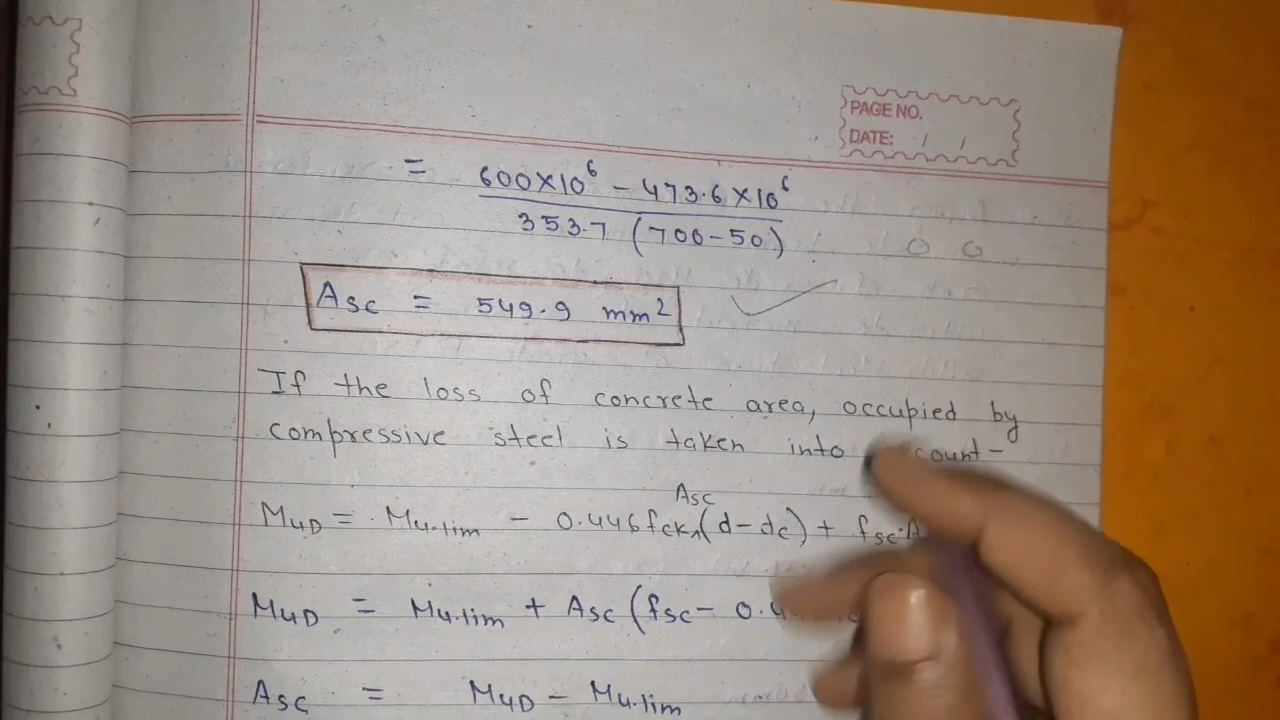 PAGE NO.
DATE: / /
= 600×10⁶ - 473.6×10⁶
353.7 (700-50)
Asc = 549.9 mm²
If the loss of concrete area, occupied by
compressive steel is taken into count-
Asc
MuD = Mu.lim - 0.446fck^(d-dc) + fsc.A
MuD = Mu.lim + Asc (fsc - 0.4
Asc = MuD - Mu.lim